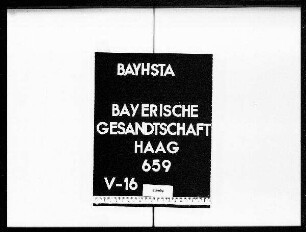 BAYHSTA
BAYERISCHE
GESANDTSCHAFT
HAAG
659
V-16